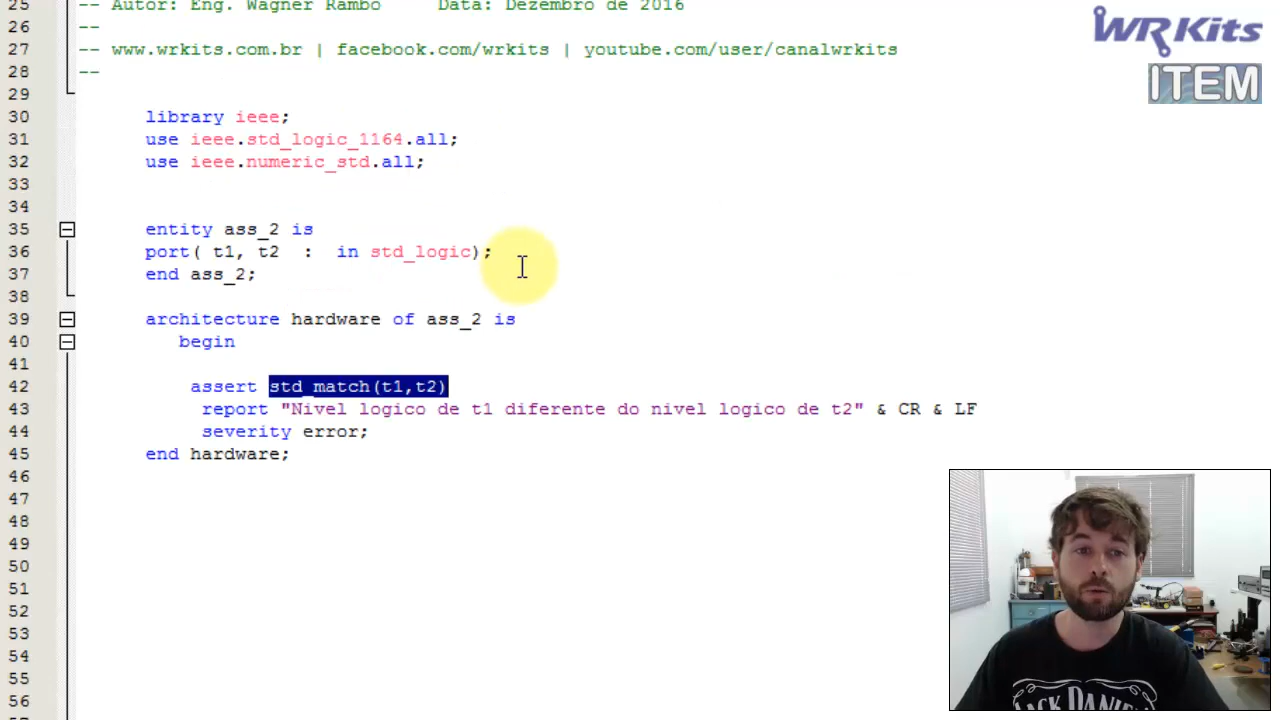 25 -- Autor: Eng. Wagner Rambo     Data: Dezembro de 2016
26 --
27 -- www.wrkits.com.br | facebook.com/wrkits | youtube.com/user/canalwrkits
28 --
29
30 library ieee;
31 use ieee.std_logic_1164.all;
32 use ieee.numeric_std.all;
33
34
35 entity ass_2 is
36 port( t1, t2  :  in std_logic);
37 end ass_2;
38
39 architecture hardware of ass_2 is
40 begin
41
42 assert std_match(t1,t2)
43 report "Nivel logico de t1 diferente do nivel logico de t2" & CR & LF
44 severity error;
45 end hardware;
46
47
48
49
50
51
52
53
54
55
56
WR Kits
ITEM
JACK DANIEL